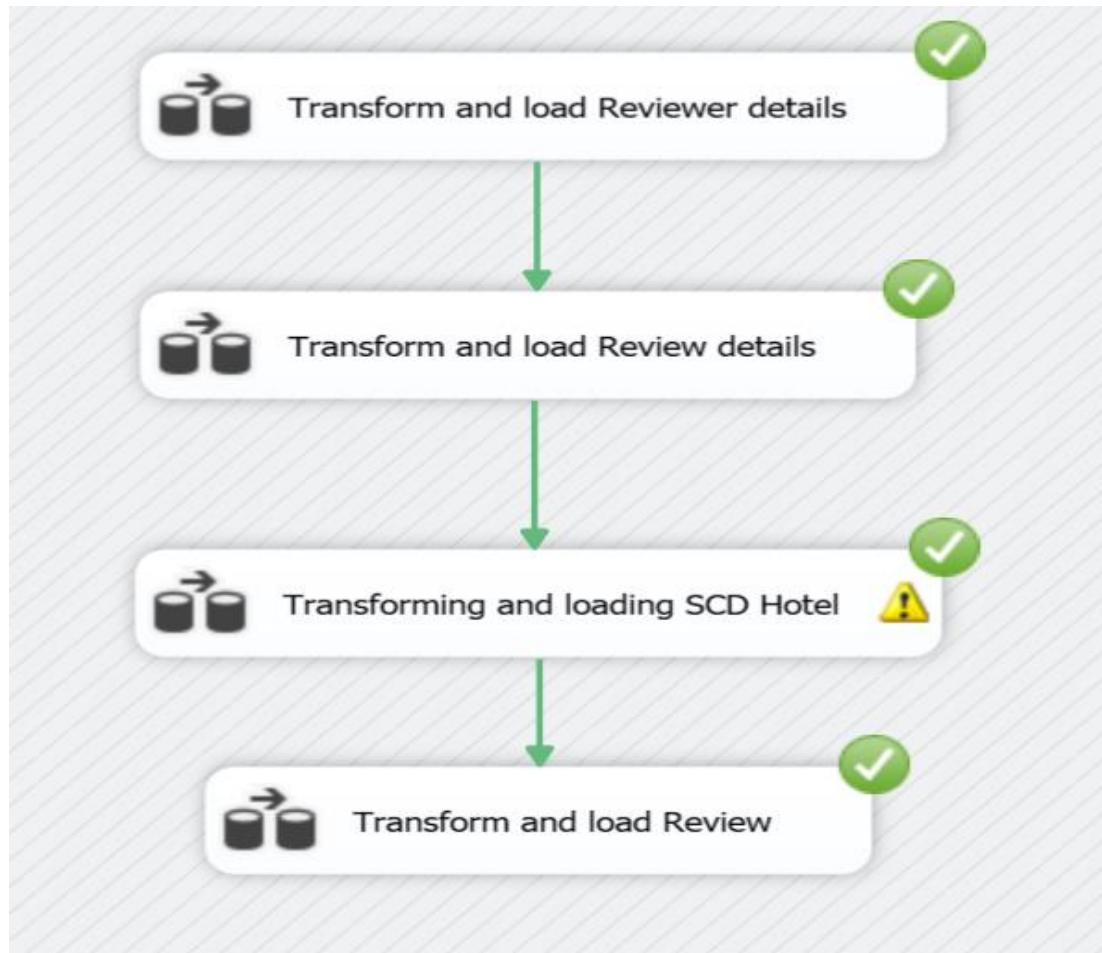 Transform and load Reviewer details
Transform and load Review details
Transforming and loading SCD Hotel
Transform and load Review